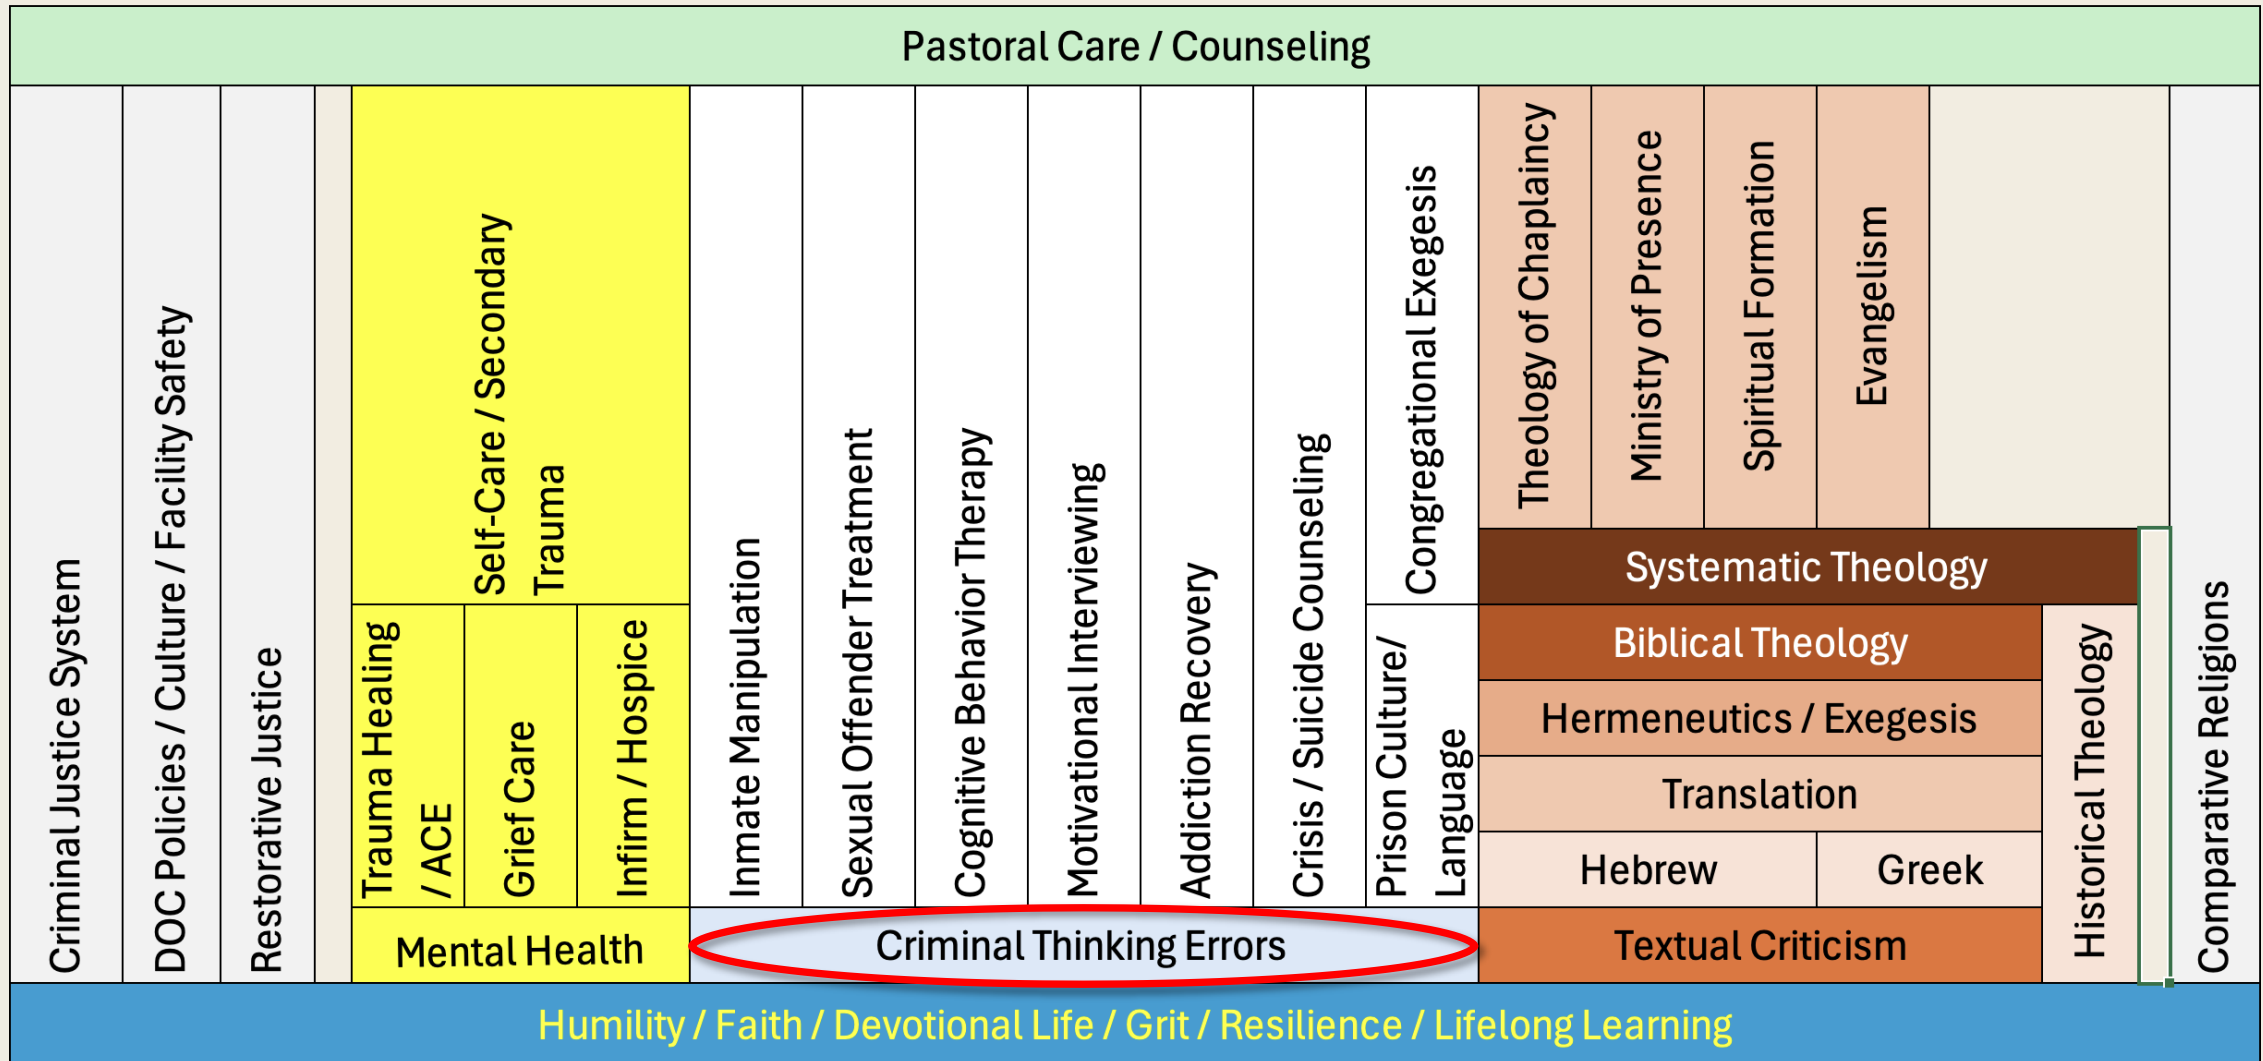 Pastoral Care / Counseling
Criminal Justice System
DOC Policies / Culture / Facility Safety
Restorative Justice
Self-Care / Secondary
Trauma
Trauma Healing
/ ACE
Grief Care
Infirm / Hospice
Mental Health
Inmate Manipulation
Sexual Offender Treatment
Cognitive Behavior Therapy
Motivational Interviewing
Addiction Recovery
Crisis / Suicide Counseling
Congregational Exegesis
Prison Culture/
Language
Criminal Thinking Errors
Theology of Chaplaincy
Ministry of Presence
Spiritual Formation
Evangelism
Systematic Theology
Biblical Theology
Hermeneutics / Exegesis
Translation
Hebrew
Greek
Textual Criticism
Historical Theology
Comparative Religions
Humility / Faith / Devotional Life / Grit / Resilience / Lifelong Learning